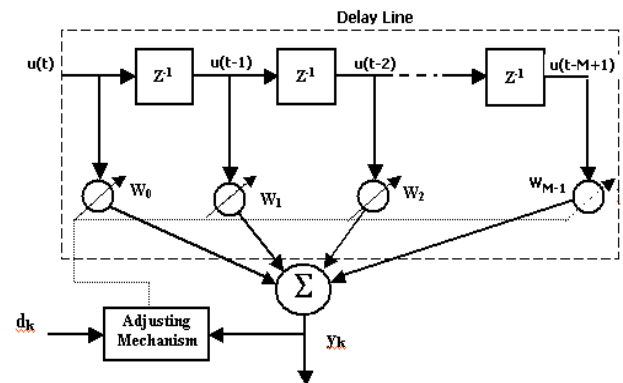 Delay Line
u(t)
Z-1
u(t-1)
Z-1
u(t-2)
Z-1
u(t-M+1)
W0
W1
W2
WM-1
Σ
dk
Adjusting
Mechanism
yk